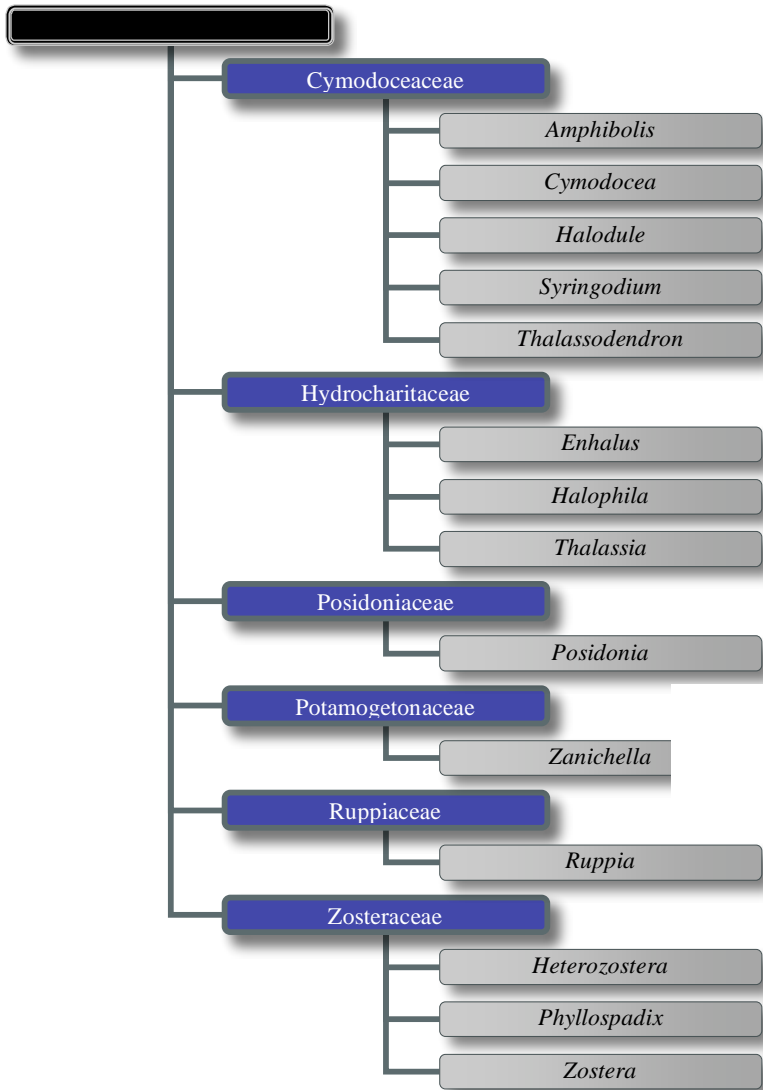 Cymodoceaceae
Amphibolis
Cymodocea
Halodule
Syringodium
Thalassodendron
Hydrocharitaceae
Enhalus
Halophila
Thalassia
Posidoniaceae
Posidonia
Potamogetonaceae
Zanichella
Ruppiaceae
Ruppia
Zosteraceae
Heterozostera
Phyllospadix
Zostera